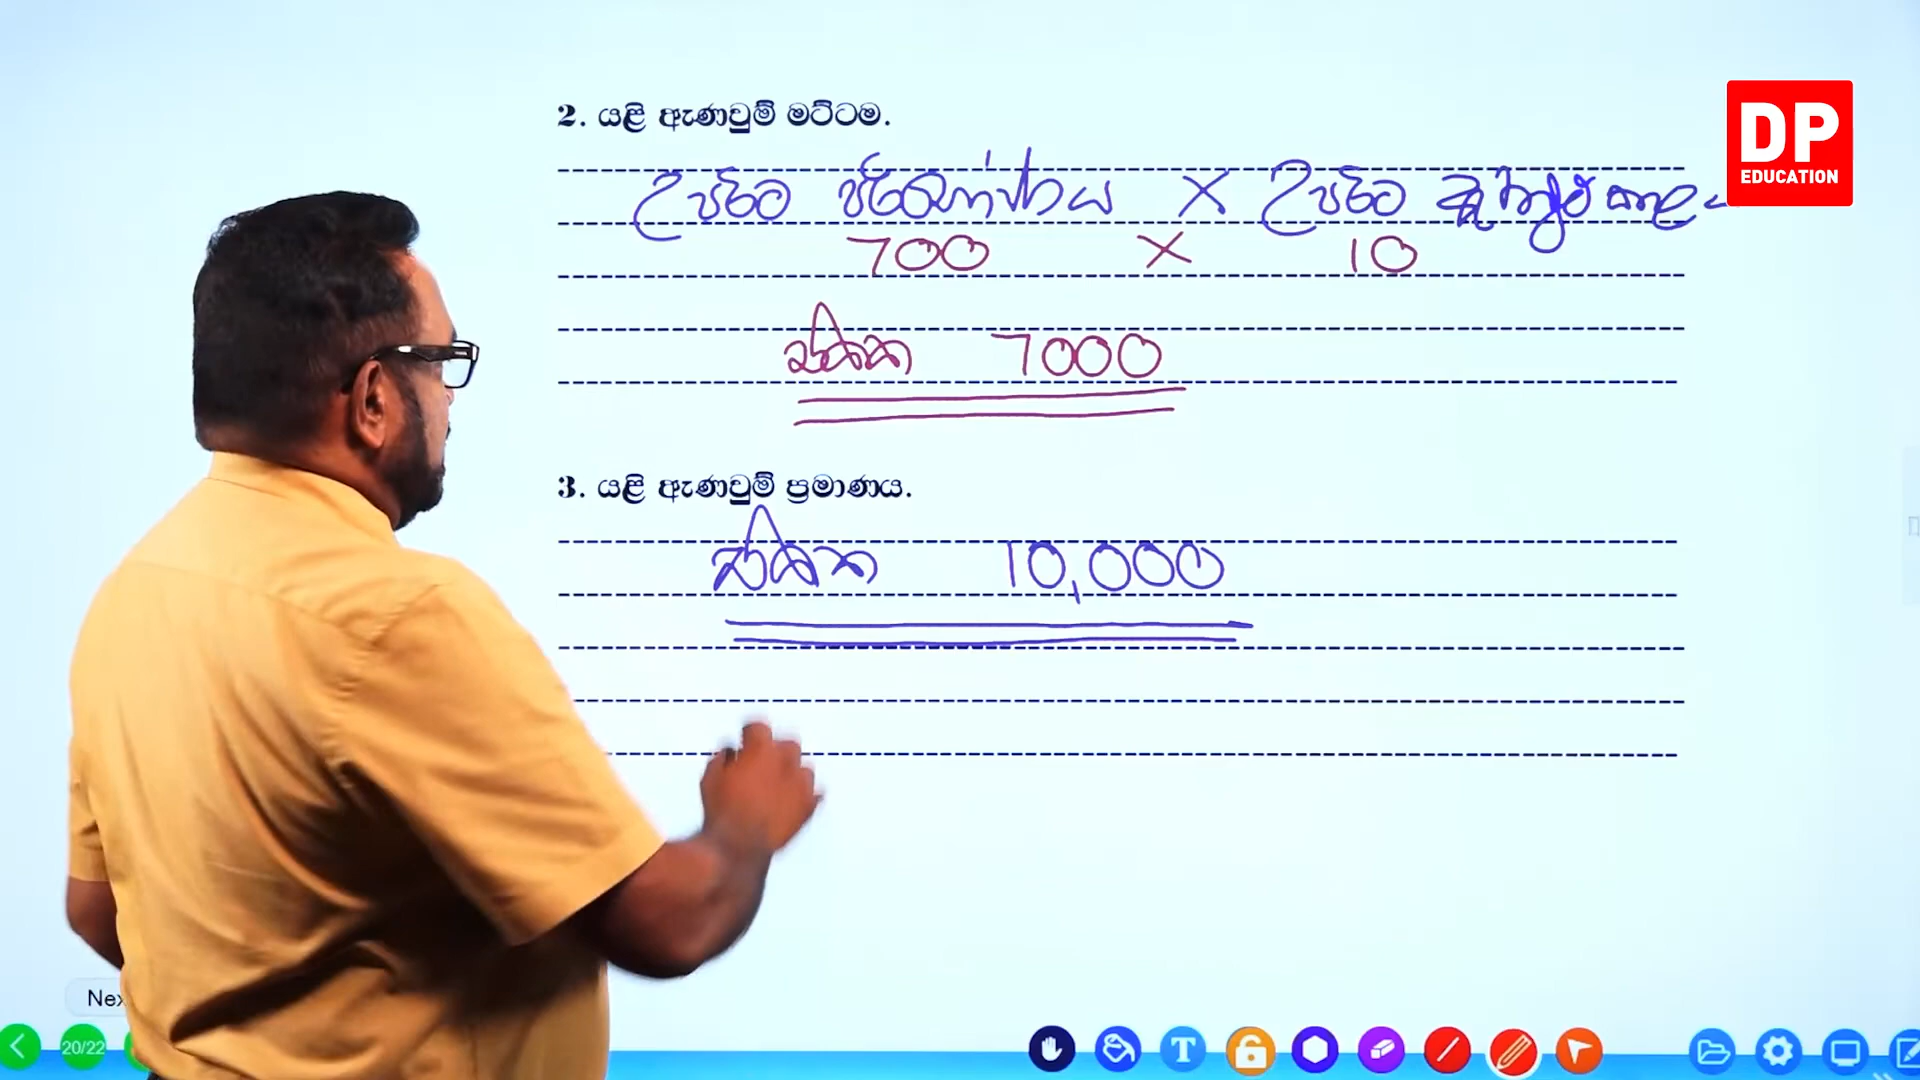 2. යළි ඇණවුම් මට්ටම.
උපරිම පරිභෝජනය X උපරිම ඇණවුම් කාලය
700 X 10
ඒකක 7000
3. යළි ඇණවුම් ප්‍රමාණය.
ඒකක 10,000
DP
EDUCATION
20/22
T